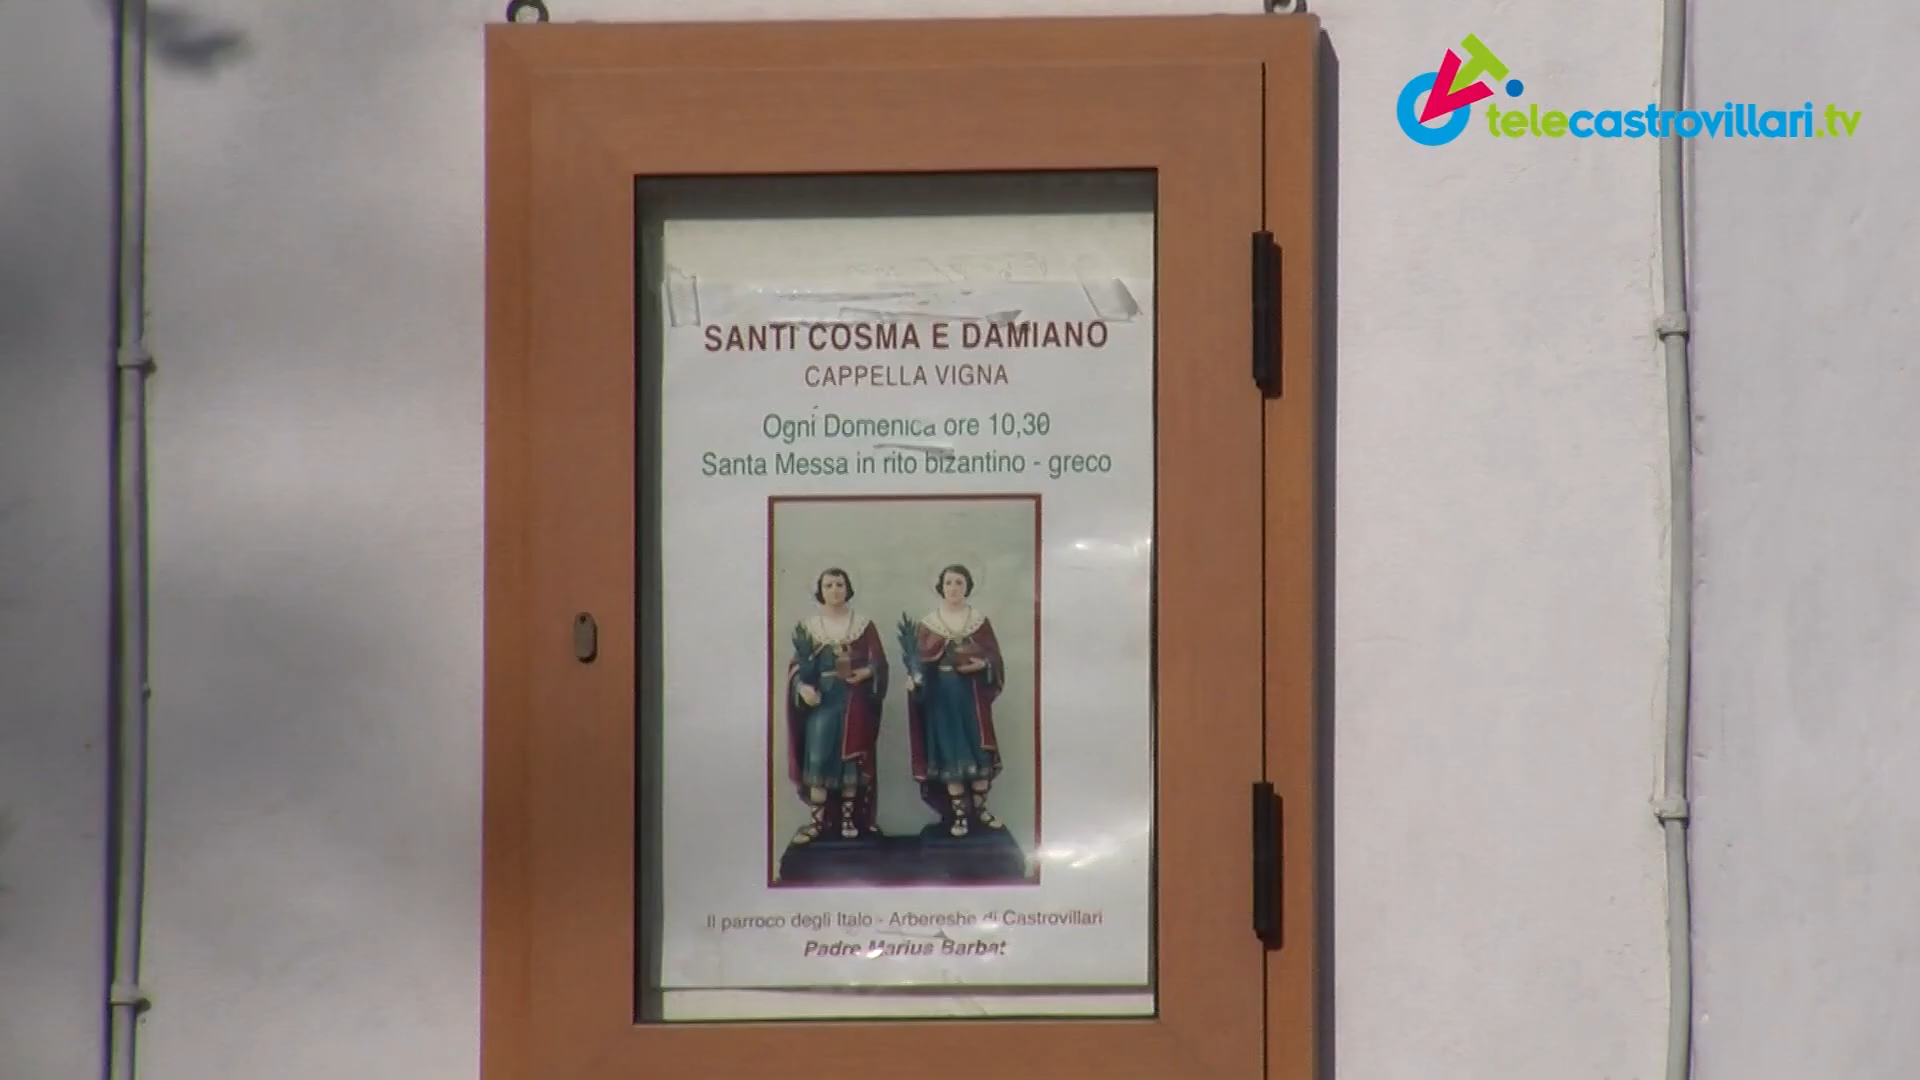 telecastrovillari.tv
SANTI COSMA E DAMIANO
CAPPELLA VIGNA
Ogni Domenica ore 10,30
Santa Messa in rito bizantino - greco
Il parroco degli Italo - Arbereshe di Castrovillari
Padre Marius Barbat